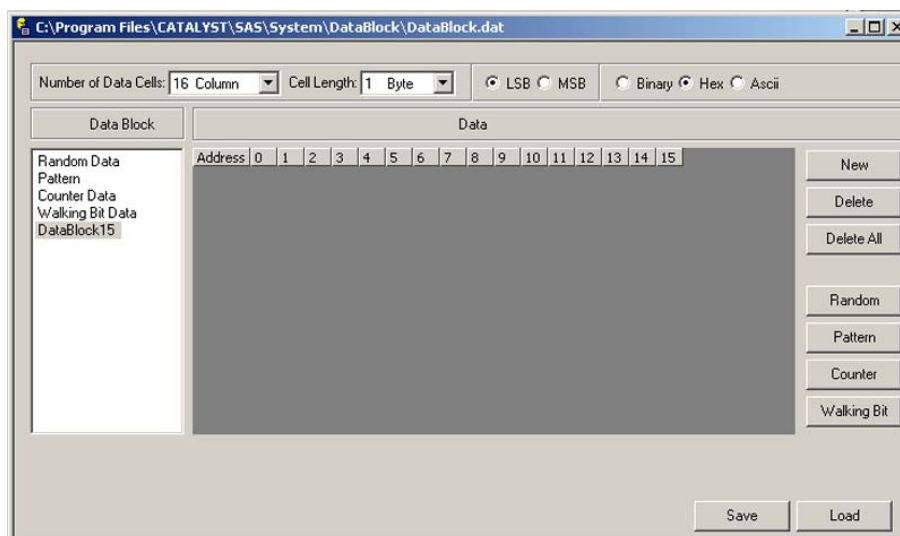 C:\Program Files\CATALYST\SAS\System\DataBlock\DataBlock.dat
Number of Data Cells: 16 Column Cell Length: 1 Byte LSB MSB Binary Hex Ascii
Data Block Data
Random Data
Pattern
Counter Data
Walking Bit Data
DataBlock15
Address 0 1 2 3 4 5 6 7 8 9 10 11 12 13 14 15
New
Delete
Delete All
Random
Pattern
Counter
Walking Bit
Save Load